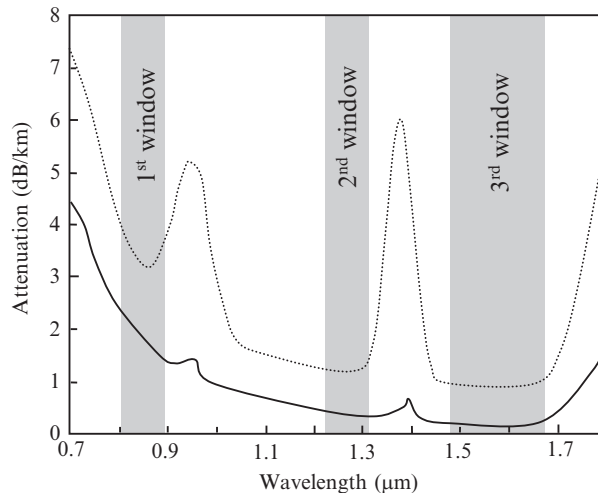 8
7
6
5
4
3
2
1
0
Attenuation (dB/km)
1st window
2nd window
3rd window
0.7 0.9 1.1 1.3 1.5 1.7
Wavelength (μm)